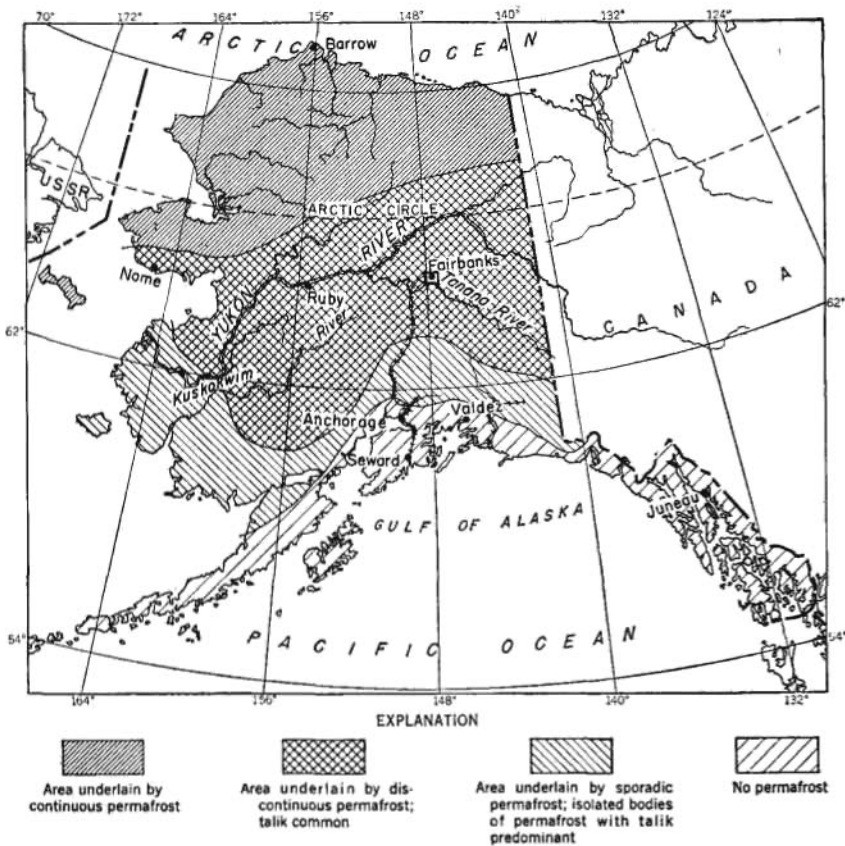 70° 172° 164° 156° 148° 140° 132° 124°
ARCTIC OCEAN
Barrow
USSR
ARCTIC CIRCLE
RIVER
Nome
Fairbanks
YUKON
Ruby
River
Tanana River
CANADA
62°
62°
Kuskokwim
Anchorage
Valdez
Seward
Juneau
GULF OF ALASKA
54°
PACIFIC OCEAN
54°
164° 156° 148° 140° 132°
EXPLANATION
Area underlain by
continuous permafrost
Area underlain by dis-
continuous permafrost;
talik common
Area underlain by sporadic
permafrost; isolated bodies
of permafrost with talik
predominant
No permafrost